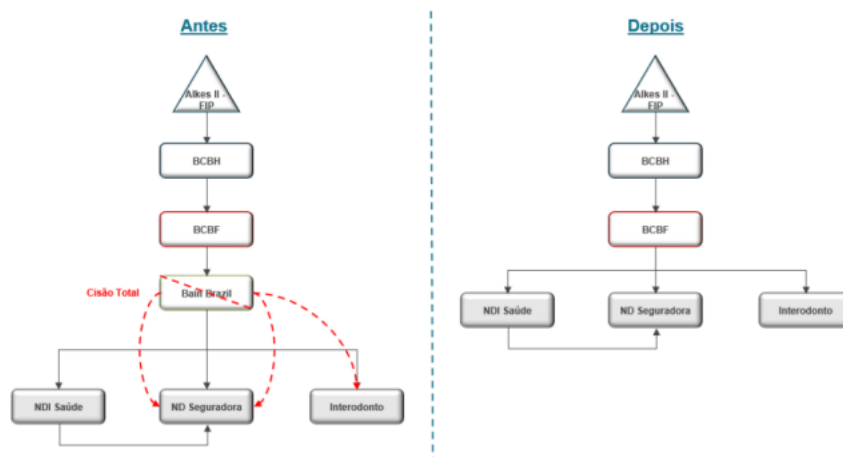 Antes
Alkes II -
FIP
BCBH
BCBF
Cisão Total
Bain Brazil
NDI Saúde
ND Seguradora
Interodonto
Depois
Alkes II -
FIP
BCBH
BCBF
NDI Saúde
ND Seguradora
Interodonto